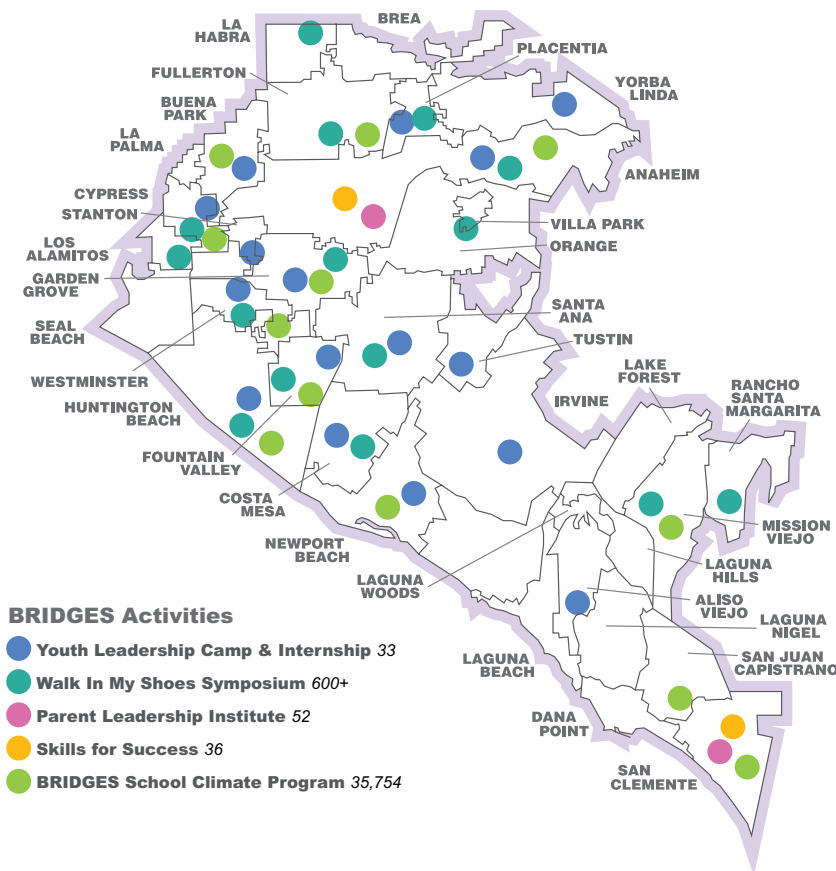 LA
HABRA
BREA
PLACENTIA
FULLERTON
YORBA
LINDA
BUENA
PARK
LA
PALMA
ANAHEIM
CYPRESS
STANTON
VILLA PARK
LOS
ALAMITOS
ORANGE
GARDEN
GROVE
SANTA
ANA
SEAL
BEACH
TUSTIN
LAKE
FOREST
RANCHO
SANTA
MARGARITA
WESTMINSTER
IRVINE
HUNTINGTON
BEACH
FOUNTAIN
VALLEY
COSTA
MESA
MISSION
VIEJO
NEWPORT
BEACH
LAGUNA
HILLS
LAGUNA
WOODS
ALISO
VIEJO
LAGUNA
NIGEL
LAGUNA
BEACH
SAN JUAN
CAPISTRANO
DANA
POINT
SAN
CLEMENTE
BRIDGES Activities
Youth Leadership Camp & Internship 33
Walk In My Shoes Symposium 600+
Parent Leadership Institute 52
Skills for Success 36
BRIDGES School Climate Program 35,754